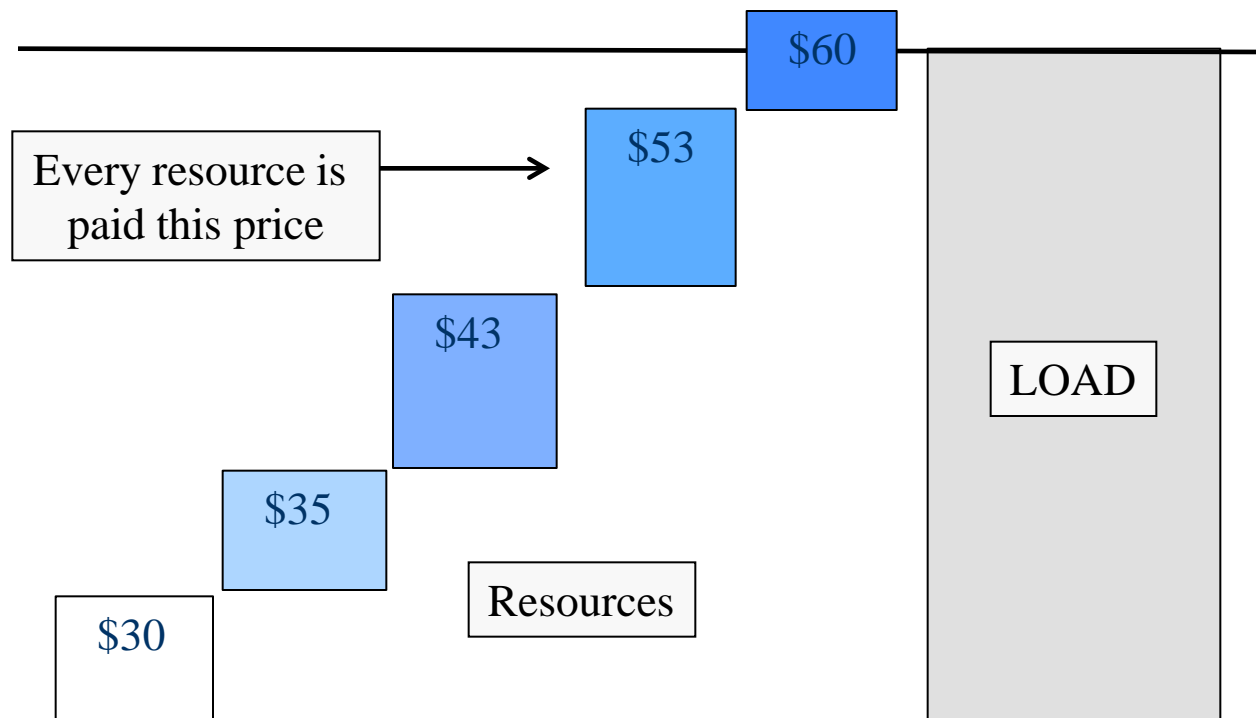 $60
$53
Every resource is
paid this price
$43
LOAD
$35
Resources
$30